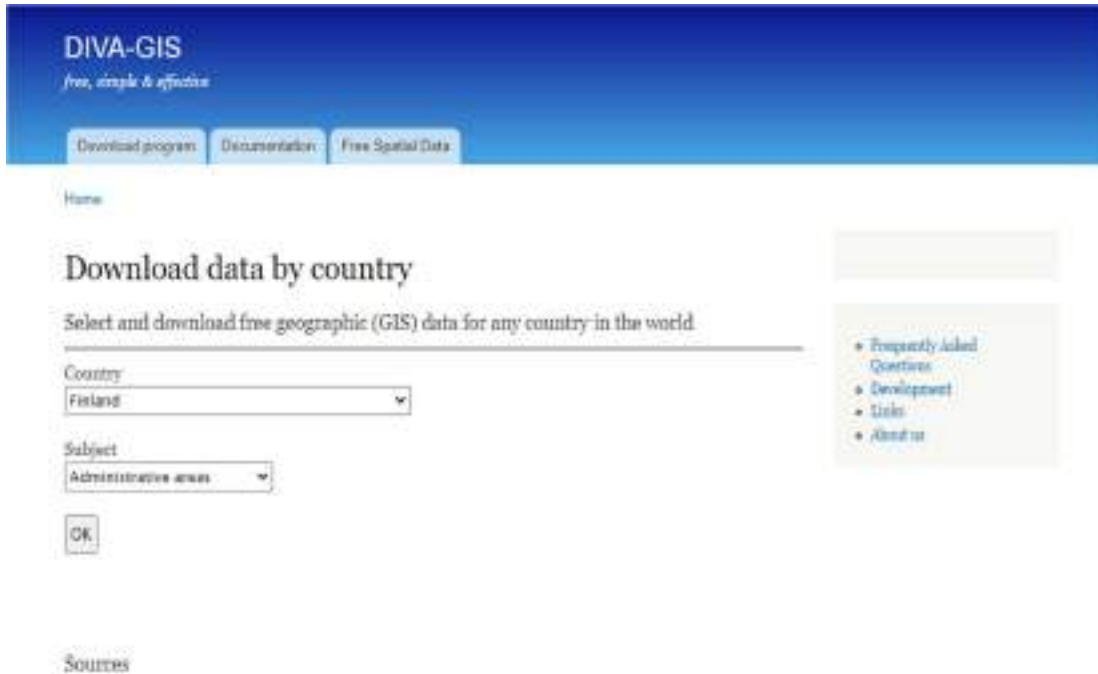 DIVA-GIS
free, simple & effective
Download program
Documentation
Free Spatial Data
Home
Download data by country
Select and download free geographic (GIS) data for any country in the world
Country
Finland
Subject
Administrative areas
OK
Sources
Frequently Asked
Questions
Development
Links
About us